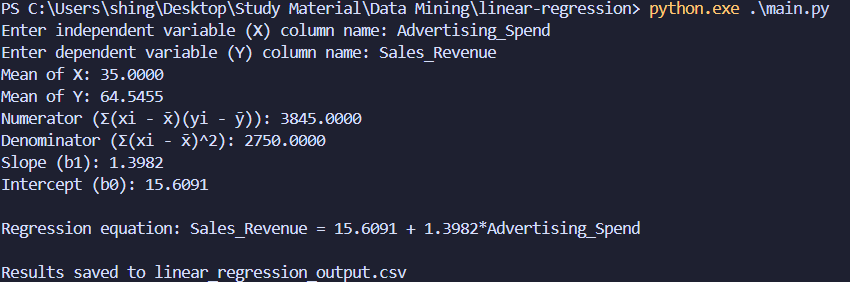 PS C:\Users\shing\Desktop\Study Material\Data Mining\linear-regression> python.exe .\main.py
Enter independent variable (X) column name: Advertising_Spend
Enter dependent variable (Y) column name: Sales_Revenue
Mean of X: 35.0000
Mean of Y: 64.5455
Numerator (Σ(xi - x̄)(yi - ȳ)): 3845.0000
Denominator (Σ(xi - x̄)^2): 2750.0000
Slope (b1): 1.3982
Intercept (b0): 15.6091
Regression equation: Sales_Revenue = 15.6091 + 1.3982*Advertising_Spend
Results saved to linear_regression_output.csv